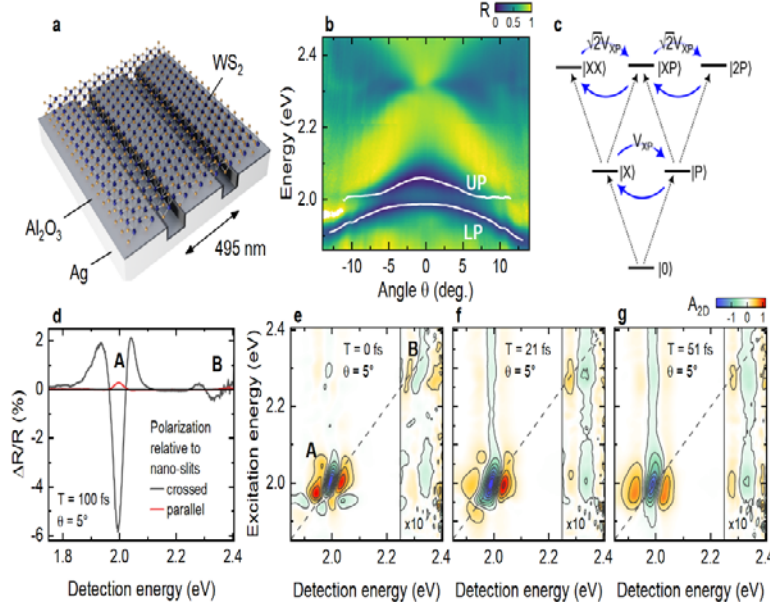 a
WS₂
Al₂O₃
Ag
495 nm
b
R
0 0.5 1
Energy (eV)
2.4
2.2
2.0
UP
LP
-10 -5 0 5 10
Angle θ (deg.)
c
√2V_XP √2V_XP
|XX⟩ |XP⟩ |2P⟩
V_XP
|X⟩ |P⟩
|0⟩
d
ΔR/R (%)
2
0
-2
-4
-6
A
B
Polarization
relative to
nano-slits
crossed
parallel
T = 100 fs
θ = 5°
1.8 2.0 2.2 2.4
Detection energy (eV)
A_2D
-1 0 1
e
Excitation energy (eV)
2.4
2.2
2.0
T = 0 fs
θ = 5°
B
A
x10
2.0 2.2 2.4
Detection energy (eV)
f
T = 21 fs
θ = 5°
x10
2.0 2.2 2.4
Detection energy (eV)
g
T = 51 fs
θ = 5°
x10
2.0 2.2 2.4
Detection energy (eV)